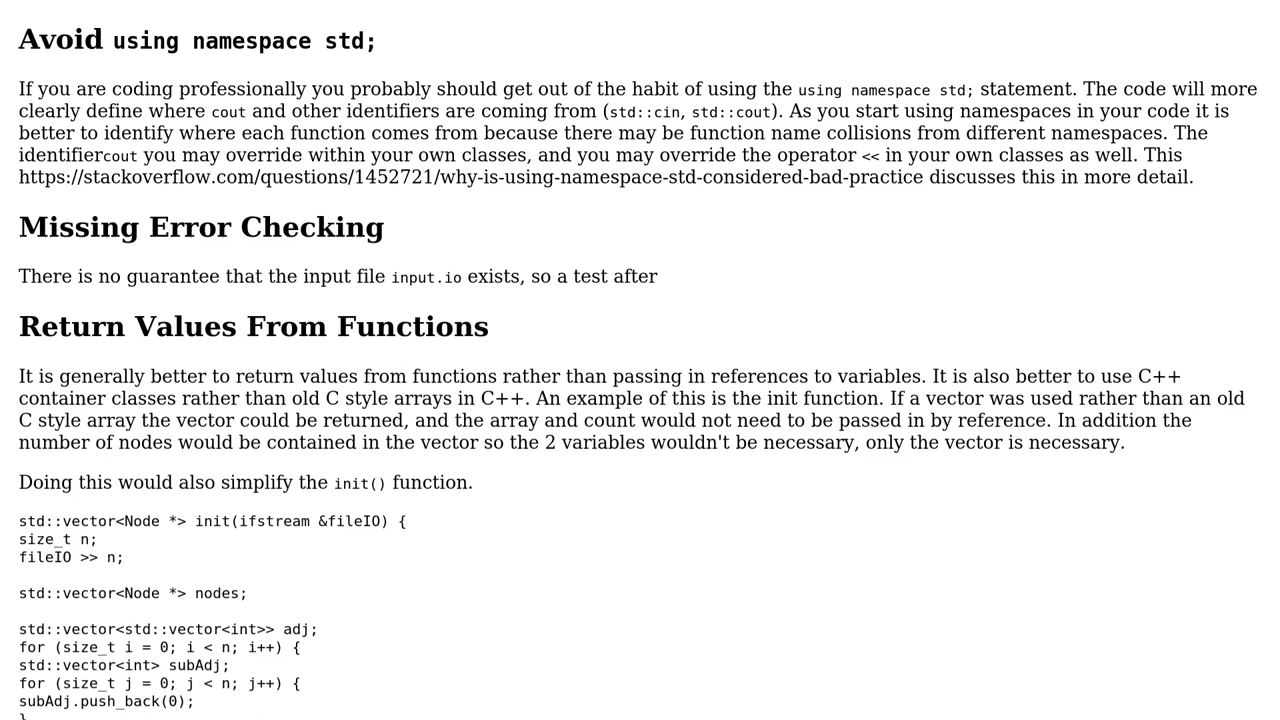 Avoid using namespace std;
If you are coding professionally you probably should get out of the habit of using the using namespace std; statement. The code will more
clearly define where cout and other identifiers are coming from (std::cin, std::cout). As you start using namespaces in your code it is
better to identify where each function comes from because there may be function name collisions from different namespaces. The
identifiercout you may override within your own classes, and you may override the operator << in your own classes as well. This
https://stackoverflow.com/questions/1452721/why-is-using-namespace-std-considered-bad-practice discusses this in more detail.
Missing Error Checking
There is no guarantee that the input file input.io exists, so a test after
Return Values From Functions
It is generally better to return values from functions rather than passing in references to variables. It is also better to use C++
container classes rather than old C style arrays in C++. An example of this is the init function. If a vector was used rather than an old
C style array the vector could be returned, and the array and count would not need to be passed in by reference. In addition the
number of nodes would be contained in the vector so the 2 variables wouldn't be necessary, only the vector is necessary.
Doing this would also simplify the init() function.
std::vector<Node *> init(ifstream &fileIO) {
size_t n;
fileIO >> n;
std::vector<Node *> nodes;
std::vector<std::vector<int>> adj;
for (size_t i = 0; i < n; i++) {
std::vector<int> subAdj;
for (size_t j = 0; j < n; j++) {
subAdj.push_back(0);
}